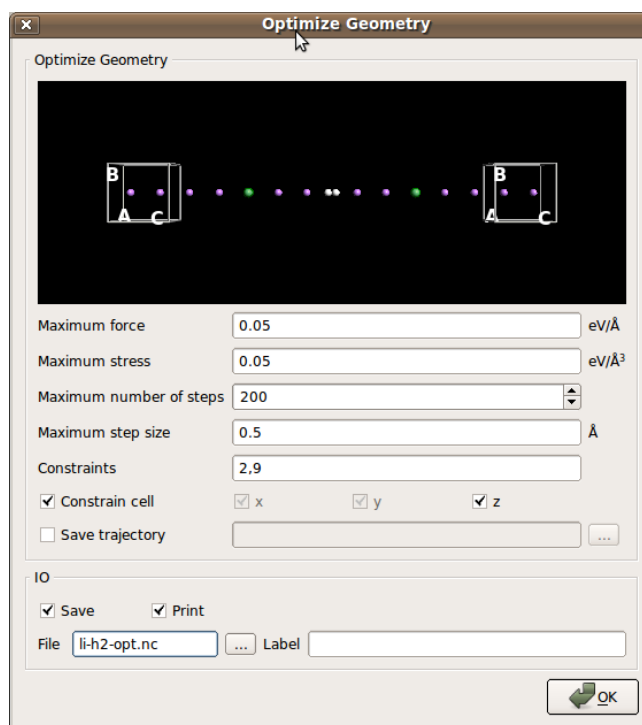 Optimize Geometry
Optimize Geometry
B B
A C A C
Maximum force 0.05 eV/Å
Maximum stress 0.05 eV/Å³
Maximum number of steps 200
Maximum step size 0.5 Å
Constraints 2,9
Constrain cell x y z
Save trajectory ...
IO
Save Print
File li-h2-opt.nc ... Label
OK